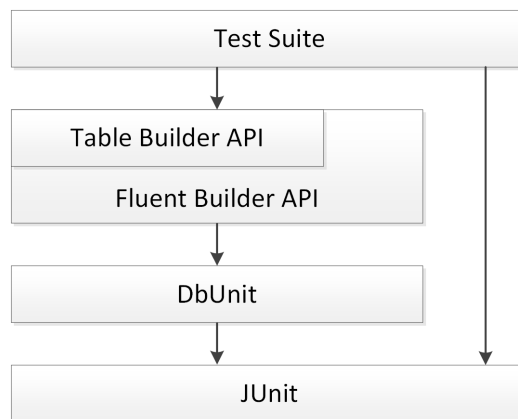 Test Suite
Table Builder API
Fluent Builder API
DbUnit
JUnit